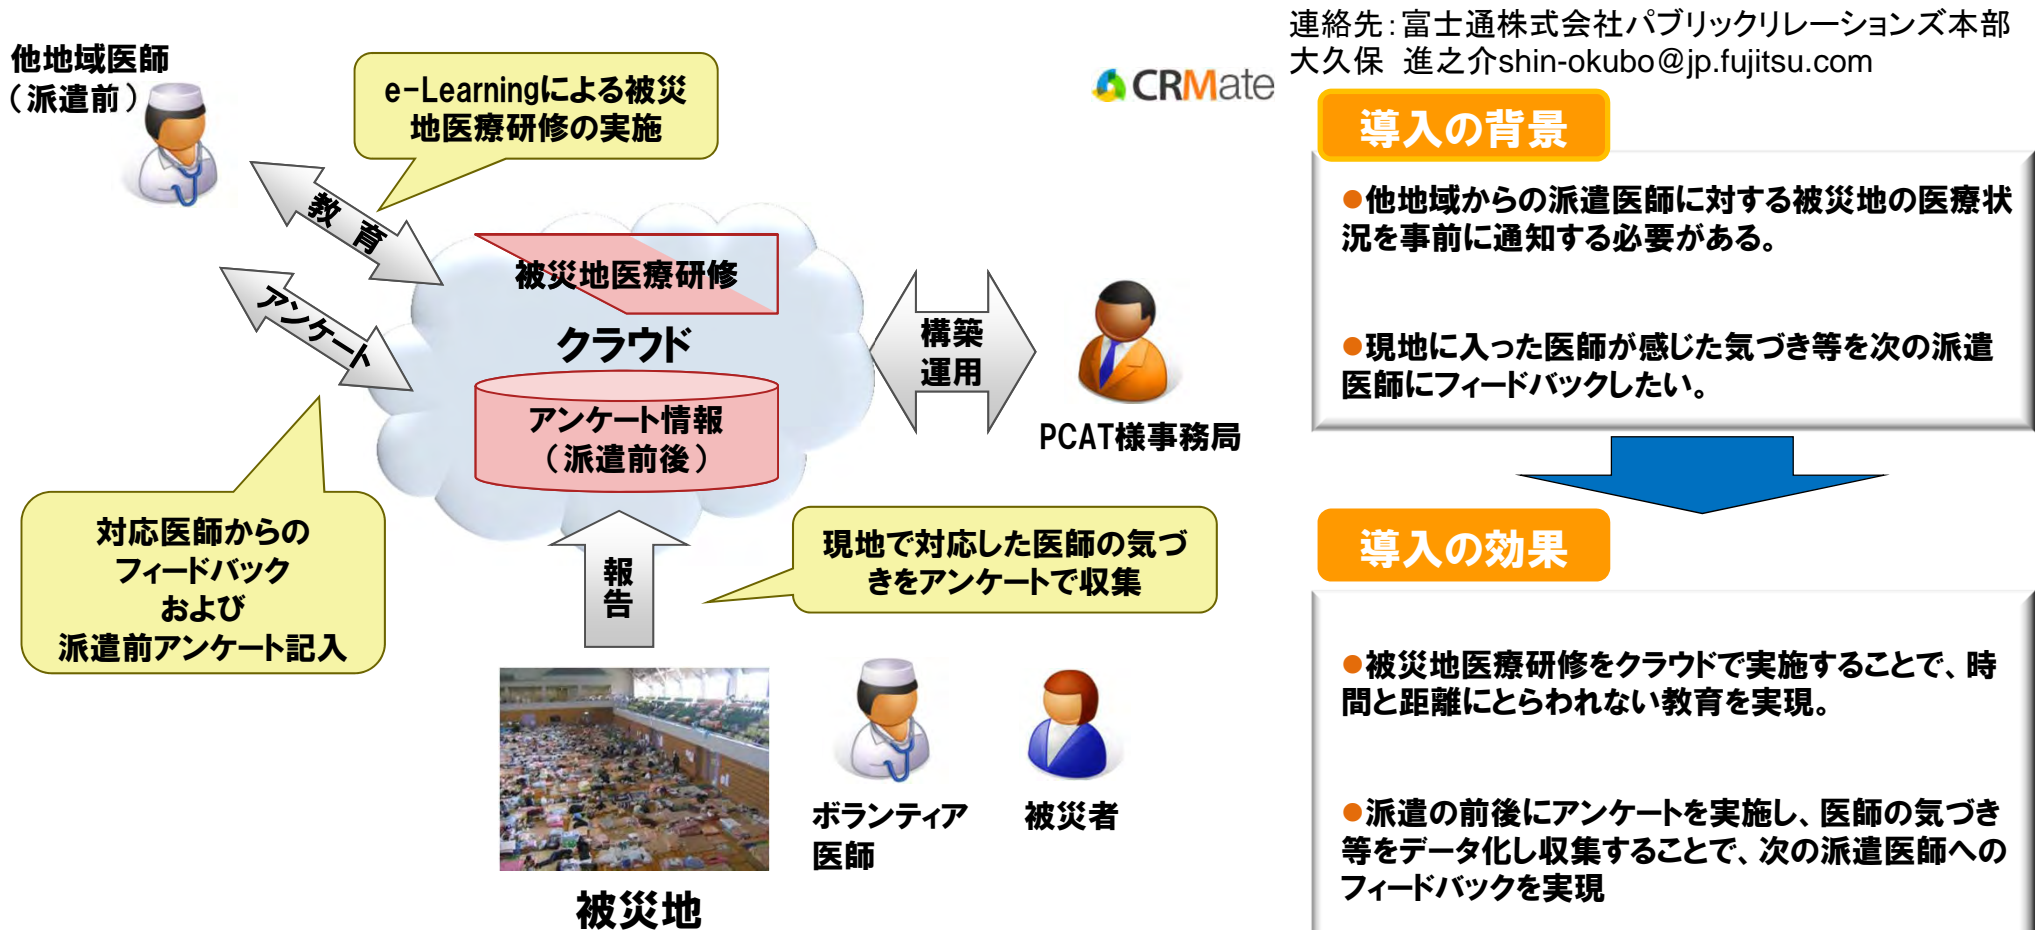 連絡先：富士通株式会社パブリックリレーションズ本部
大久保 進之介shin-okubo@jp.fujitsu.com
CRMate
他地域医師
（派遣前）
e-Learningによる被災
地医療研修の実施
教育
アンケート
被災地医療研修
クラウド
アンケート情報
（派遣前後）
構築
運用
PCAT様事務局
対応医師からの
フィードバック
および
派遣前アンケート記入
報
告
現地で対応した医師の気づ
きをアンケートで収集
ボランティア
医師
被災者
被災地
導入の背景
●他地域からの派遣医師に対する被災地の医療状
況を事前に通知する必要がある。
●現地に入った医師が感じた気づき等を次の派遣
医師にフィードバックしたい。
導入の効果
●被災地医療研修をクラウドで実施することで、時
間と距離にとらわれない教育を実現。
●派遣の前後にアンケートを実施し、医師の気づき
等をデータ化し収集することで、次の派遣医師への
フィードバックを実現